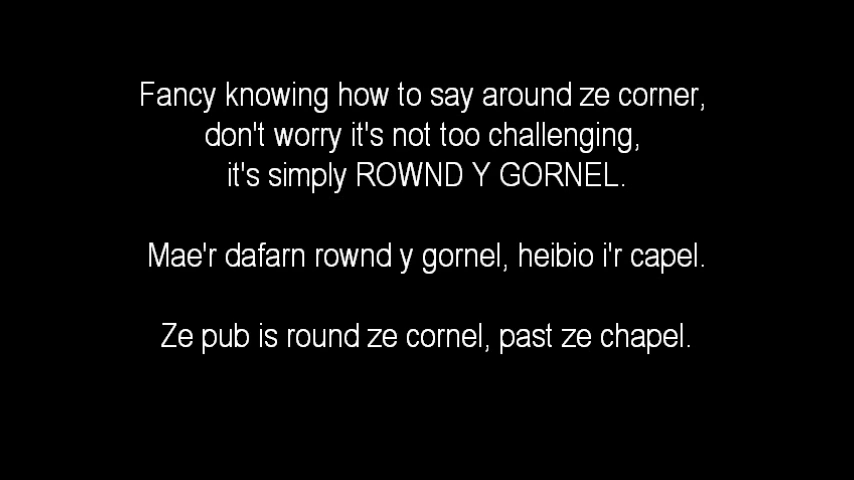 Fancy knowing how to say around ze corner,
don't worry it's not too challenging,
it's simply ROWND Y GORNEL.
Mae'r dafarn rownd y gornel, heibio i'r capel.
Ze pub is round ze cornel, past ze chapel.